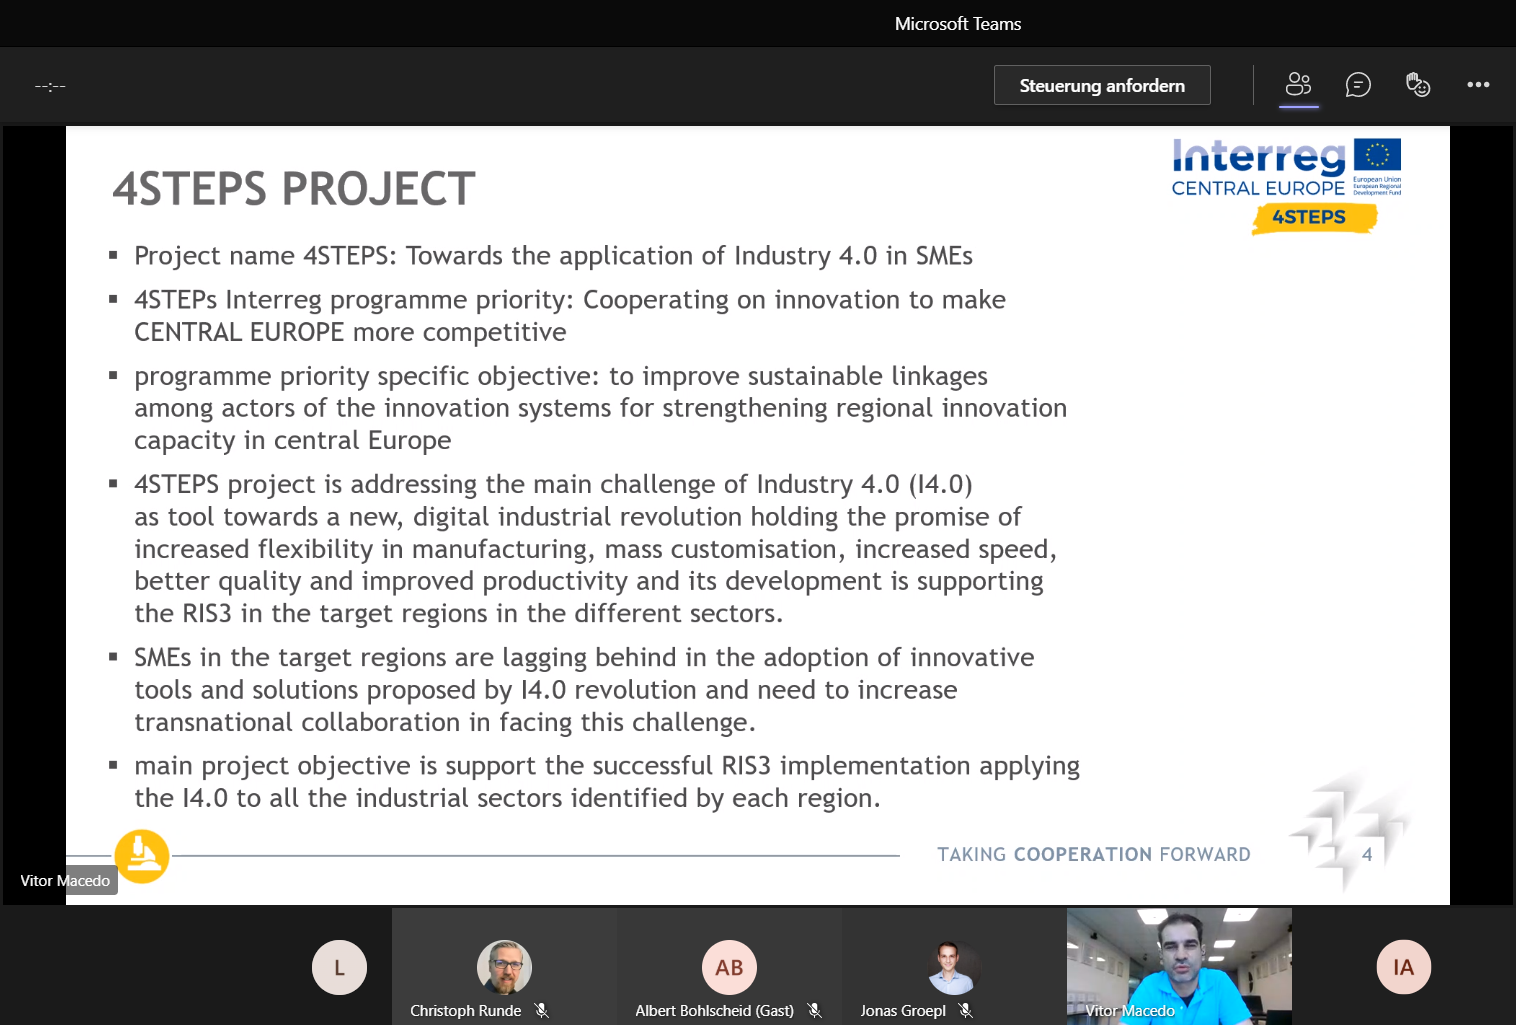 Microsoft Teams
--:--
Steuerung anfordern
4STEPS PROJECT
Interreg
CENTRAL EUROPE
European Union
European Regional
Development Fund
4STEPS
Project name 4STEPS: Towards the application of Industry 4.0 in SMEs
4STEPs Interreg programme priority: Cooperating on innovation to make
CENTRAL EUROPE more competitive
programme priority specific objective: to improve sustainable linkages
among actors of the innovation systems for strengthening regional innovation
capacity in central Europe
4STEPS project is addressing the main challenge of Industry 4.0 (I4.0)
as tool towards a new, digital industrial revolution holding the promise of
increased flexibility in manufacturing, mass customisation, increased speed,
better quality and improved productivity and its development is supporting
the RIS3 in the target regions in the different sectors.
SMEs in the target regions are lagging behind in the adoption of innovative
tools and solutions proposed by I4.0 revolution and need to increase
transnational collaboration in facing this challenge.
main project objective is support the successful RIS3 implementation applying
the I4.0 to all the industrial sectors identified by each region.
TAKING COOPERATION FORWARD
4
Vitor Macedo
L
Christoph Runde
AB
Albert Bohlscheid (Gast)
Jonas Groepl
Vitor Macedo
IA